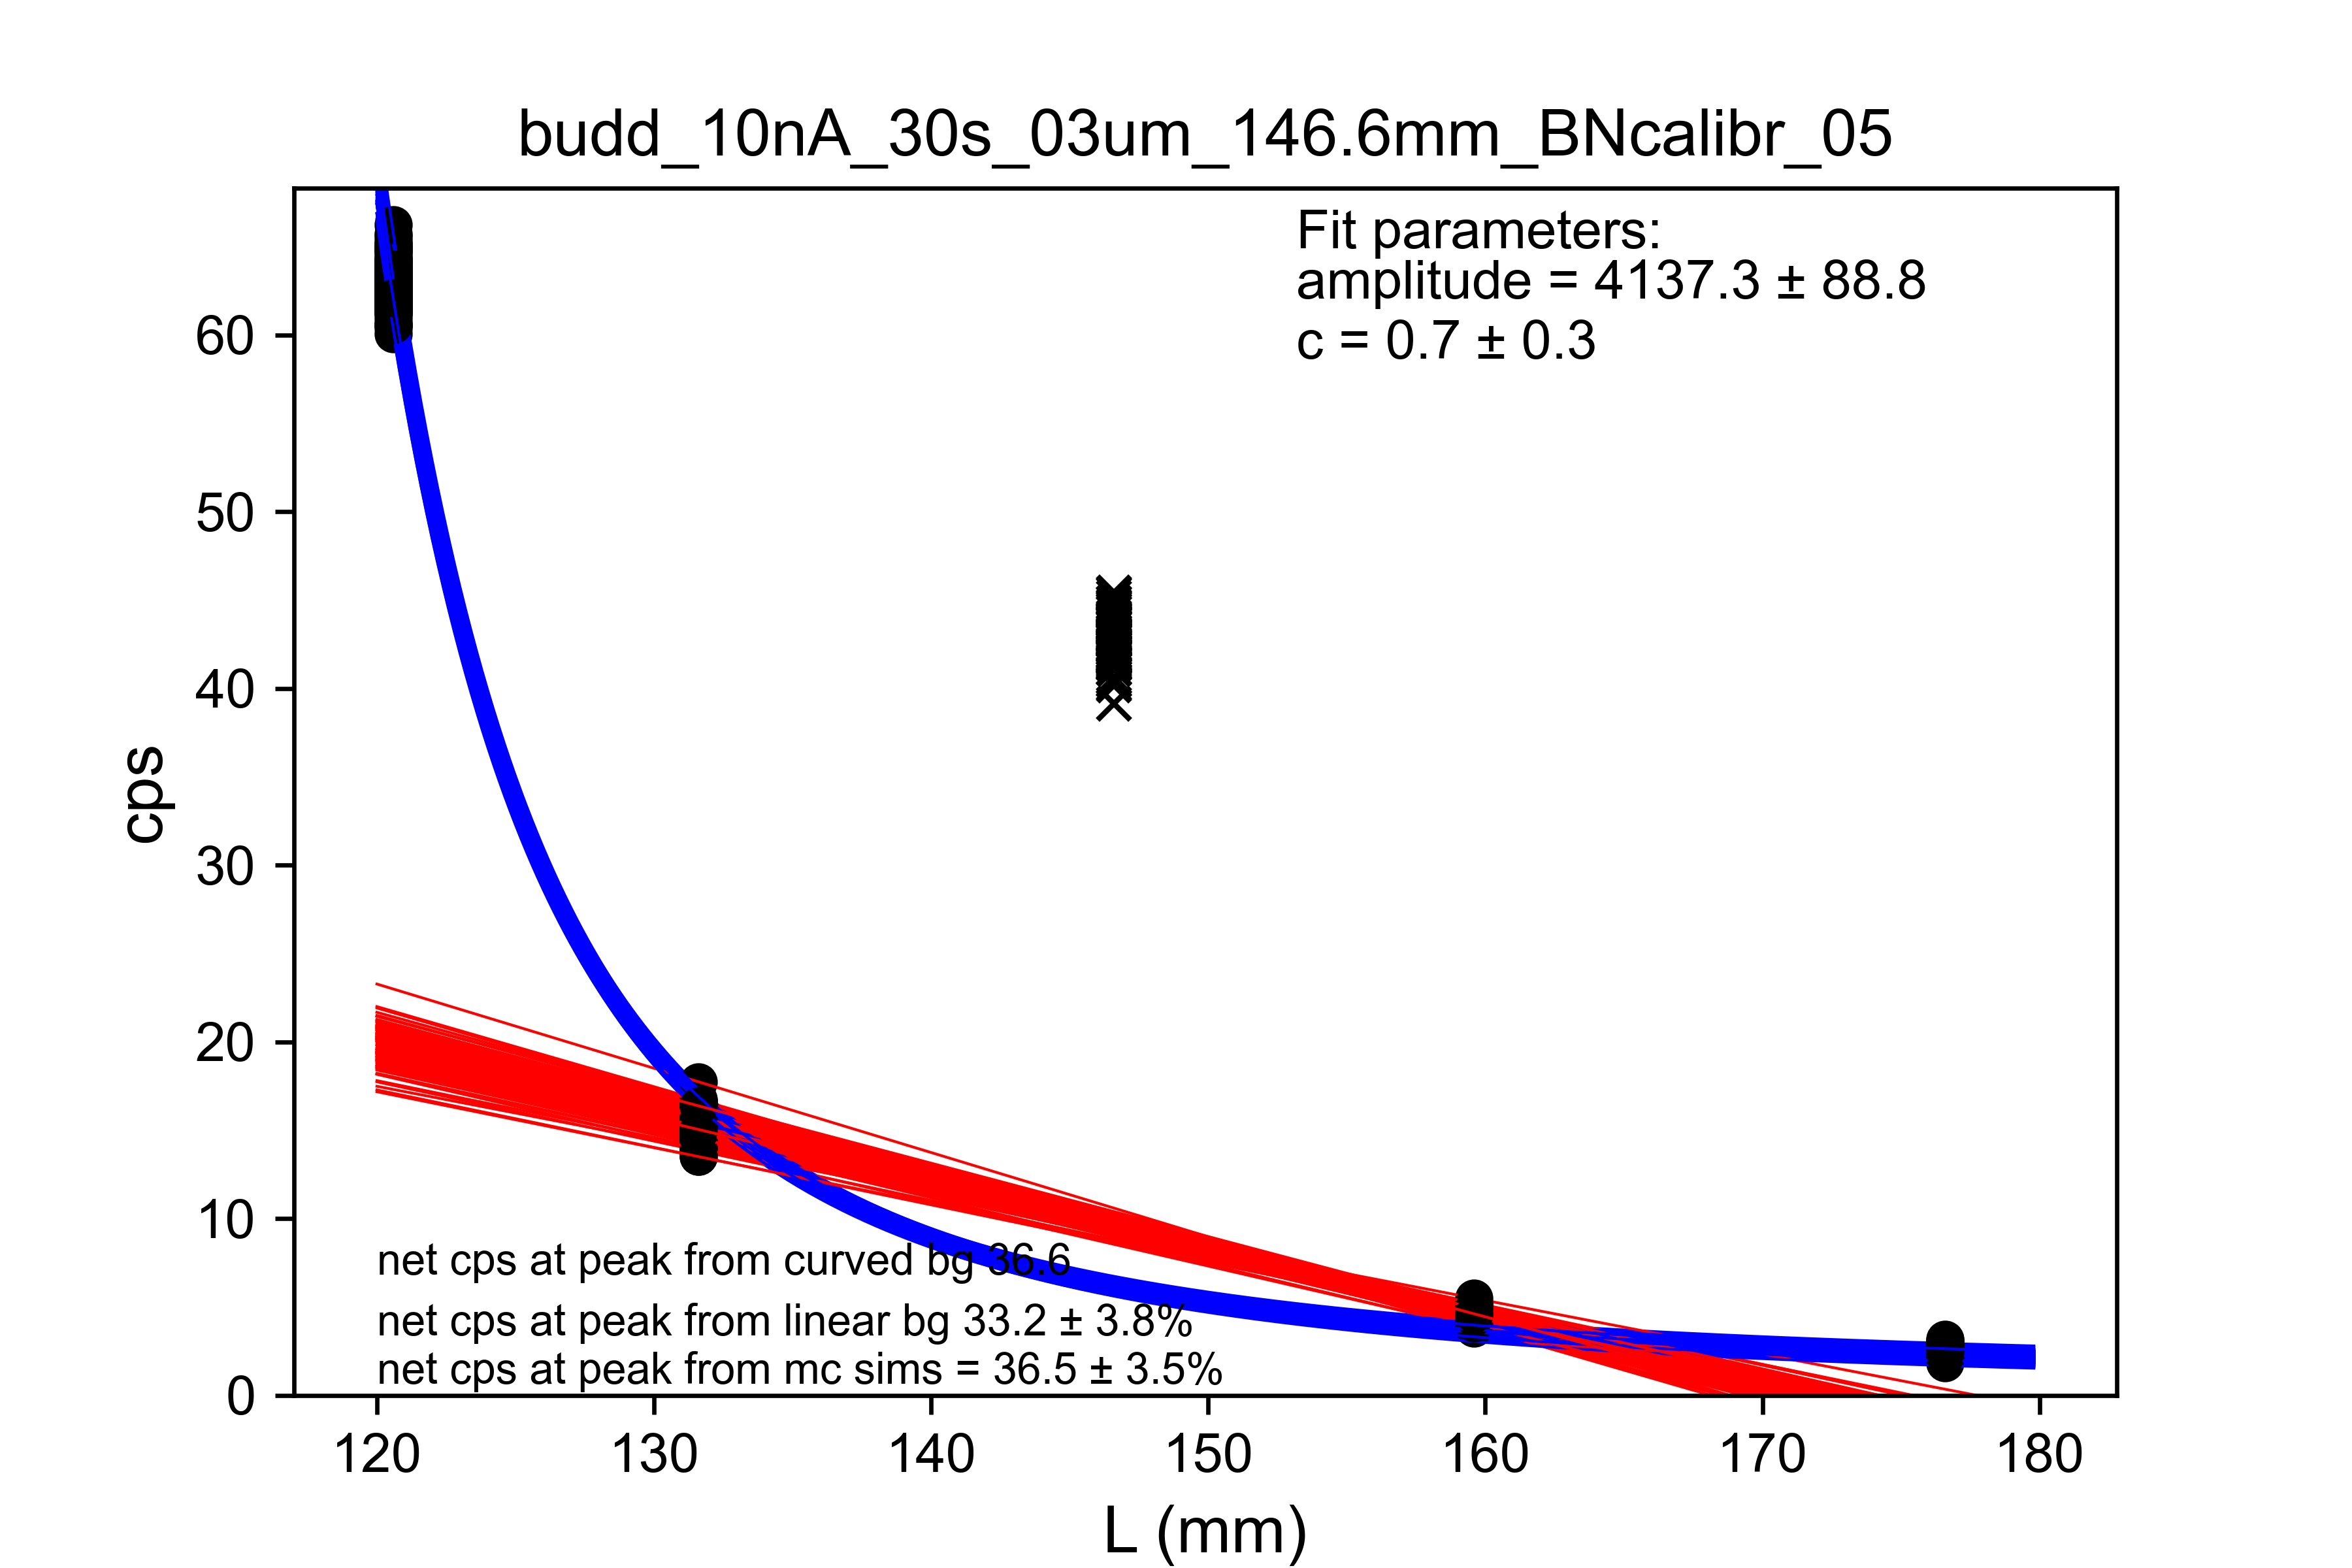 budd_10nA_30s_03um_146.6mm_BNcalibr_05
Fit parameters:
amplitude = 4137.3 ± 88.8
c = 0.7 ± 0.3
60
50
40
30
20
10
0
cps
net cps at peak from curved bg 36.6
net cps at peak from linear bg 33.2 ± 3.8%
net cps at peak from mc sims = 36.5 ± 3.5%
120 130 140 150 160 170 180
L (mm)